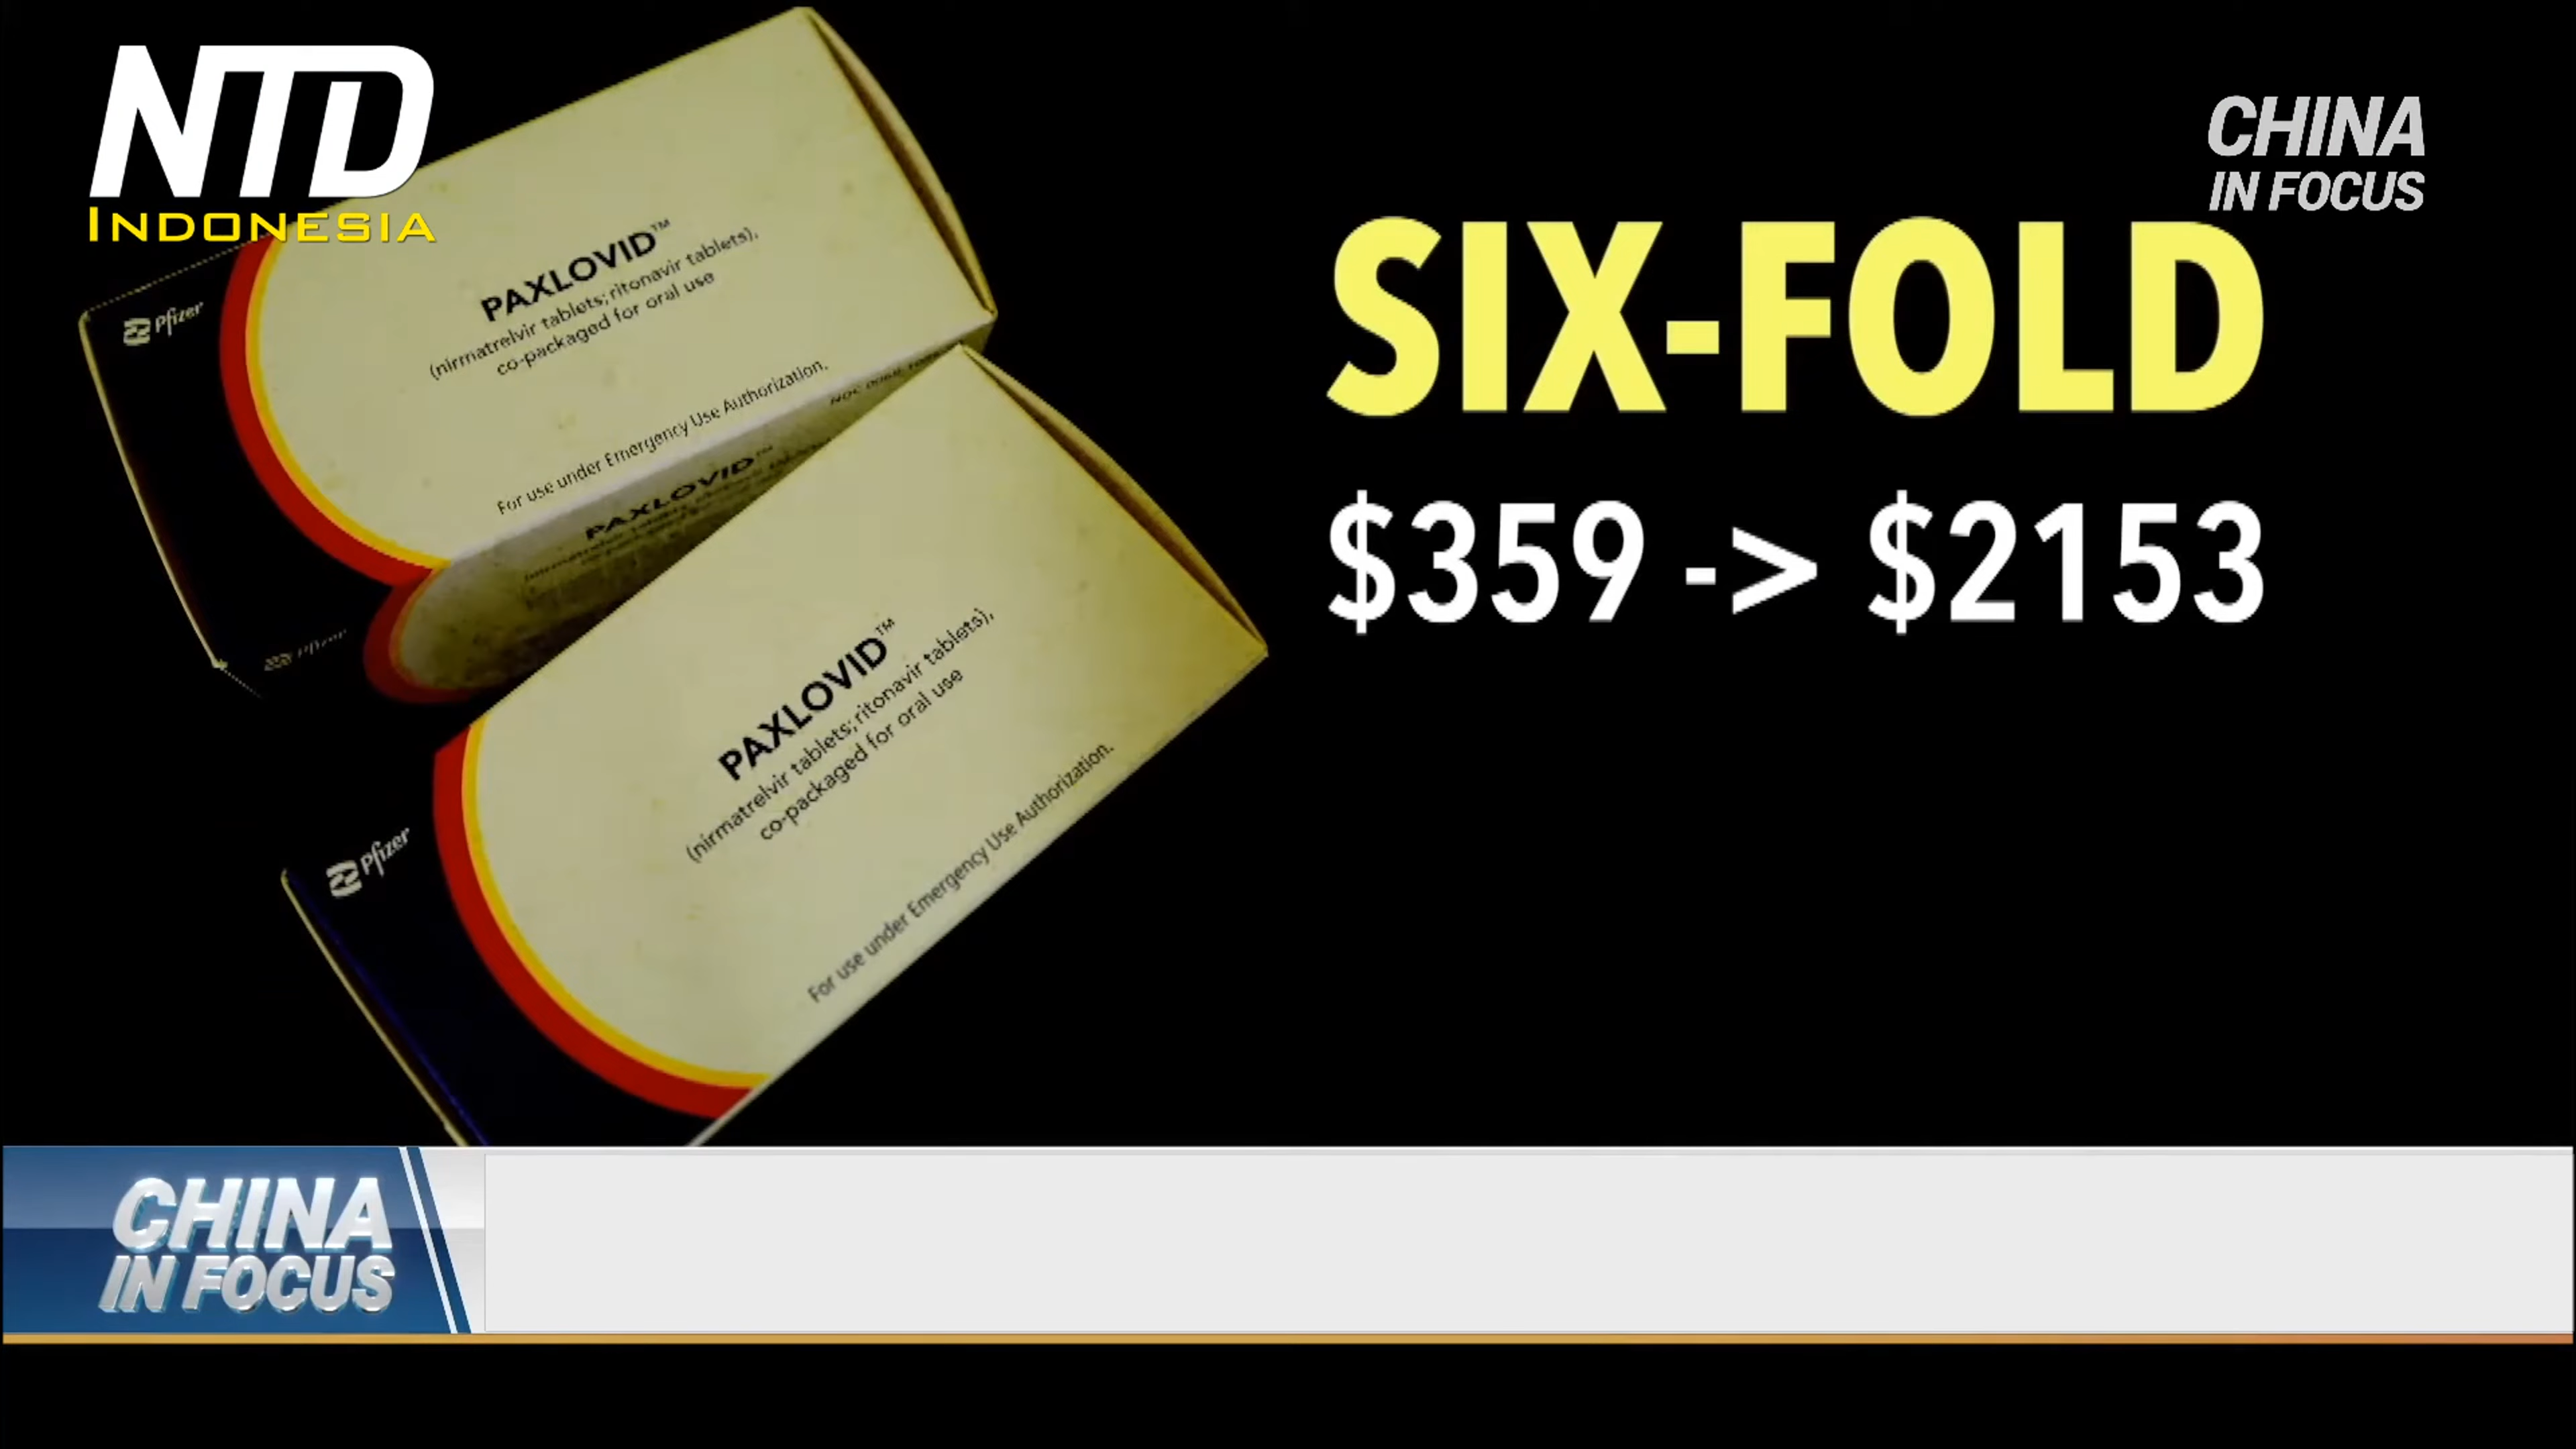 NTD
INDONESIA
CHINA
IN FOCUS
SIX-FOLD
$359 -> $2153
Pfizer
PAXLOVID™
(nirmatrelvir tablets; ritonavir tablets),
co-packaged for oral use
For use under Emergency Use Authorization.
PAXLOVID™
Pfizer
PAXLOVID™
(nirmatrelvir tablets; ritonavir tablets),
co-packaged for oral use
For use under Emergency Use Authorization.
CHINA
IN FOCUS